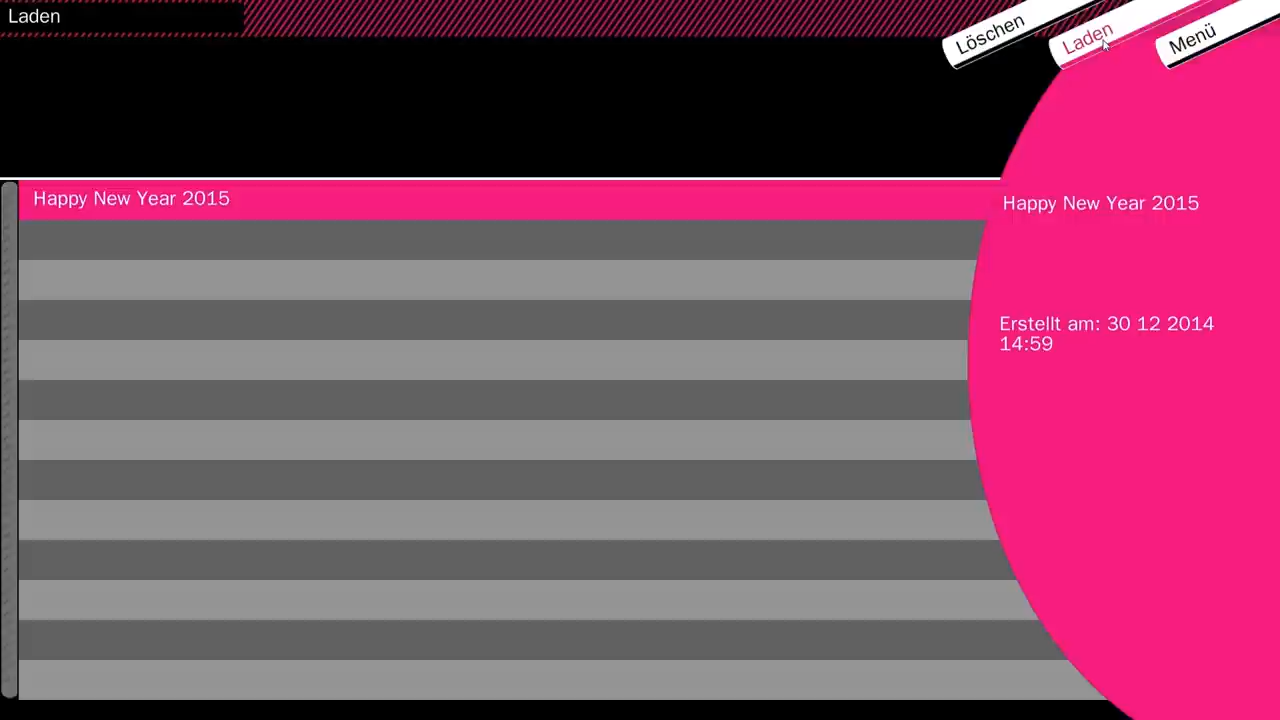 Laden
Löschen
Laden
Menü
Happy New Year 2015
Happy New Year 2015
Erstellt am: 30 12 2014
14:59